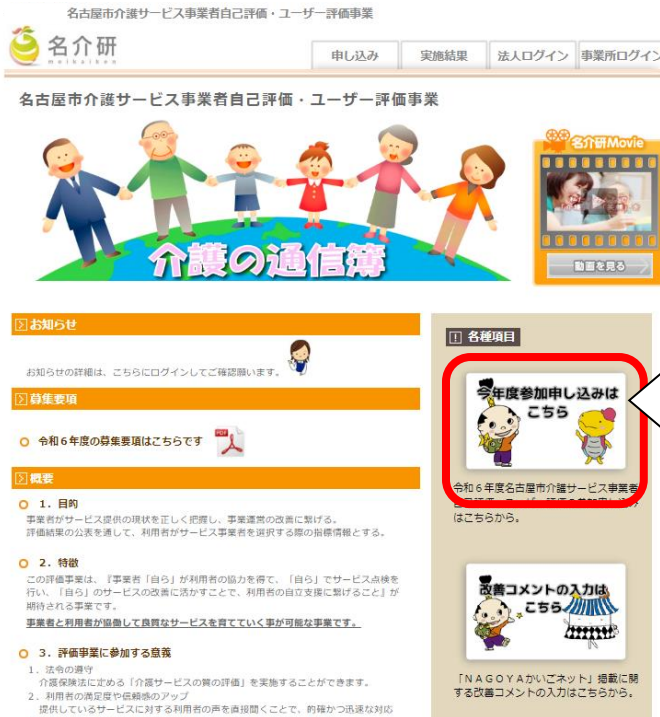 名古屋市介護サービス事業者自己評価・ユーザー評価事業
名介研
meikaiken
申し込み
実施結果
法人ログイン
事業所ログイン
名古屋市介護サービス事業者自己評価・ユーザー評価事業
介護の通信簿
名介研Movie
動画を見る
お知らせ
お知らせの詳細は、こちらにログインしてご確認願います。
募集要項
令和6年度の募集要項はこちらです
PDF
概要
1．目的
事業者がサービス提供の現状を正しく把握し、事業運営の改善に繋げる。
評価結果の公表を通して、利用者がサービス事業者を選択する際の指標情報とする。
2．特徴
この評価事業は、『事業者「自ら」が利用者の協力を得て、「自ら」でサービス点検を
行い、「自ら」のサービスの改善に活かすことで、利用者の自立支援に繋げること』が
期待される事業です。
事業者と利用者が協働して良質なサービスを育てていく事が可能な事業です。
3．評価事業に参加する意義
1．法令の遵守
介護保険法に定める「介護サービスの質の評価」を実施することができます。
2．利用者の満足度や信頼感のアップ
提供しているサービスに対する利用者の声を直接聞くことで、的確かつ迅速な対応
各種項目
今年度参加申し込みは
こちら
令和6年度名古屋市介護サービス事業者
自己評価・ユーザー評価の参加申し込み
はこちらから。
改善コメントの入力は
こちら
「NAGOYAかいごネット」掲載に関
する改善コメントの入力はこちらから。